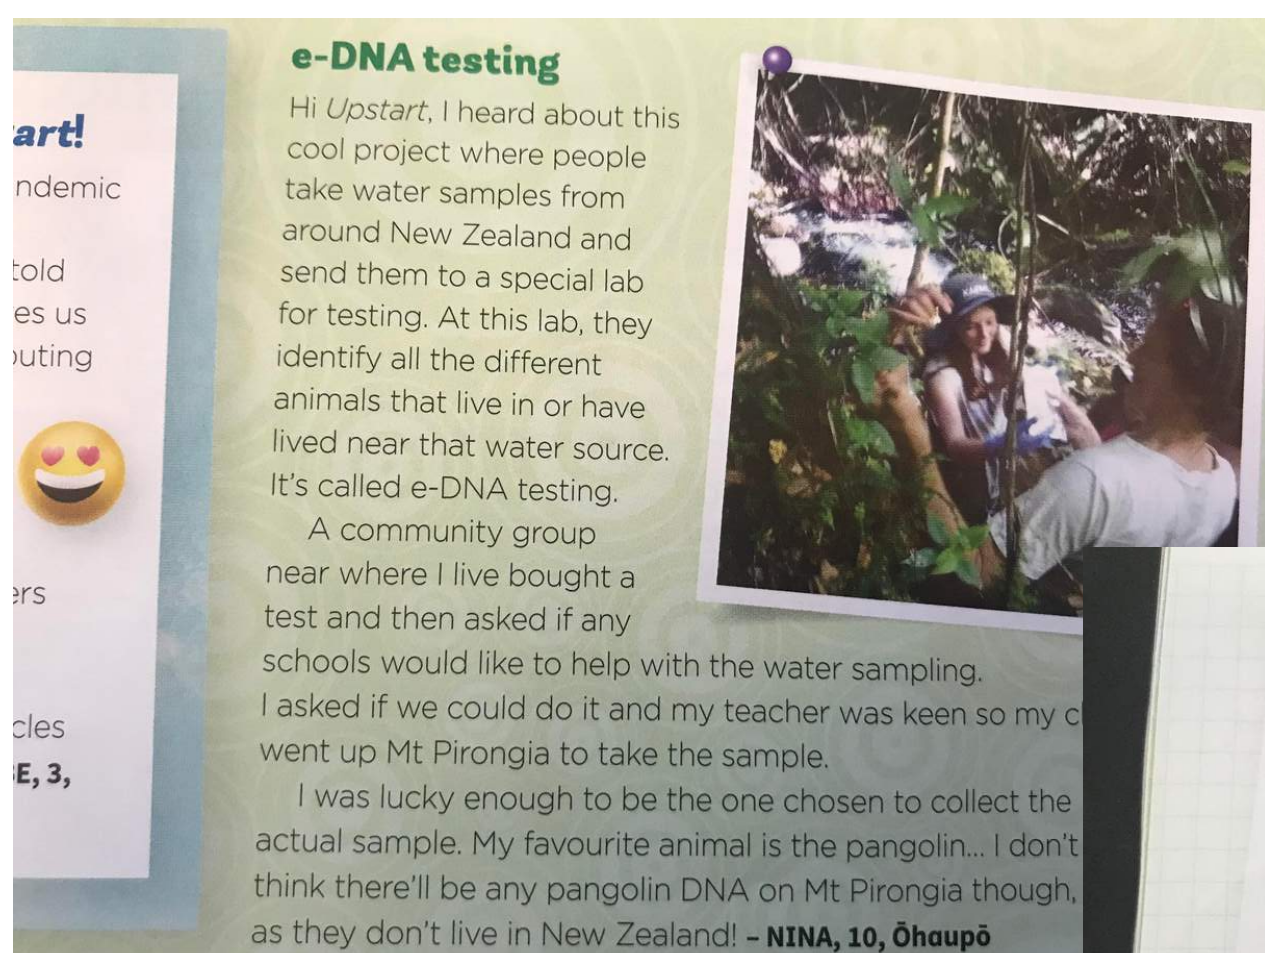 art!
ndemic
told
es us
outing
ers
cles
E, 3,
e-DNA testing
Hi Upstart, I heard about this
cool project where people
take water samples from
around New Zealand and
send them to a special lab
for testing. At this lab, they
identify all the different
animals that live in or have
lived near that water source.
It's called e-DNA testing.
A community group
near where I live bought a
test and then asked if any
schools would like to help with the water sampling.
I asked if we could do it and my teacher was keen so my cl
went up Mt Pirongia to take the sample.
I was lucky enough to be the one chosen to collect the
actual sample. My favourite animal is the pangolin... I don't
think there'll be any pangolin DNA on Mt Pirongia though,
as they don't live in New Zealand! – NINA, 10, Ōhaupō